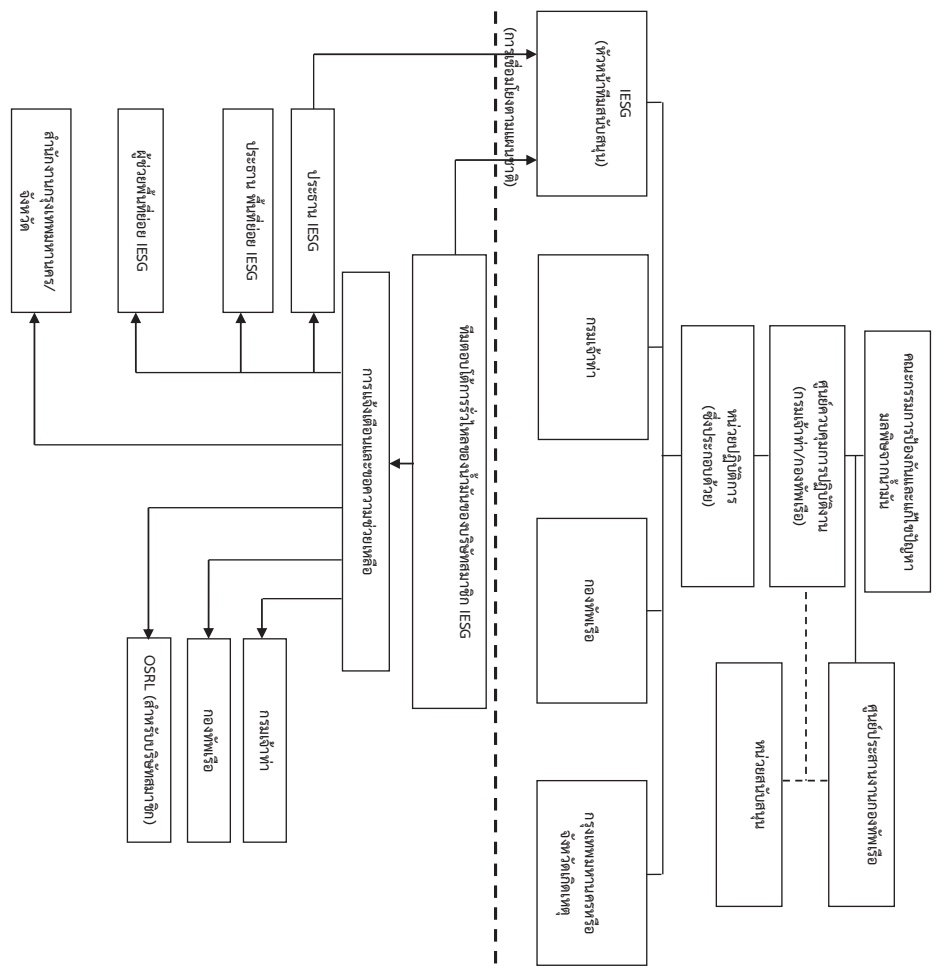 คณะกรรมการป้องกันและแก้ไขปัญหา
มลพิษจากน้ำมัน
ศูนย์ควบคุมการปฏิบัติงาน
(กรมเจ้าท่า/กองทัพเรือ)
ศูนย์ประสานงานกองทัพเรือ
หน่วยสนับสนุน
หน่วยปฏิบัติการ
(ซึ่งประกอบด้วย)
IESG
(หัวหน้าทีมสนับสนุน)
กรมเจ้าท่า
กองทัพเรือ
กรุงเทพมหานครหรือ
จังหวัดเกิดเหตุ
(การเชื่อมโยงตามแผนชาติ)
ทีมตอบโต้การรั่วไหลของน้ำมันของบริษัทสมาชิก IESG
การแจ้งเตือนและขอความช่วยเหลือ
ประธาน IESG
ประธาน พื้นที่ย่อย IESG
ผู้ช่วยพื้นที่ย่อย IESG
สำนักงานกรุงเทพมหานคร/
จังหวัด
กรมเจ้าท่า
กองทัพเรือ
OSRL (สำหรับบริษัทสมาชิก)